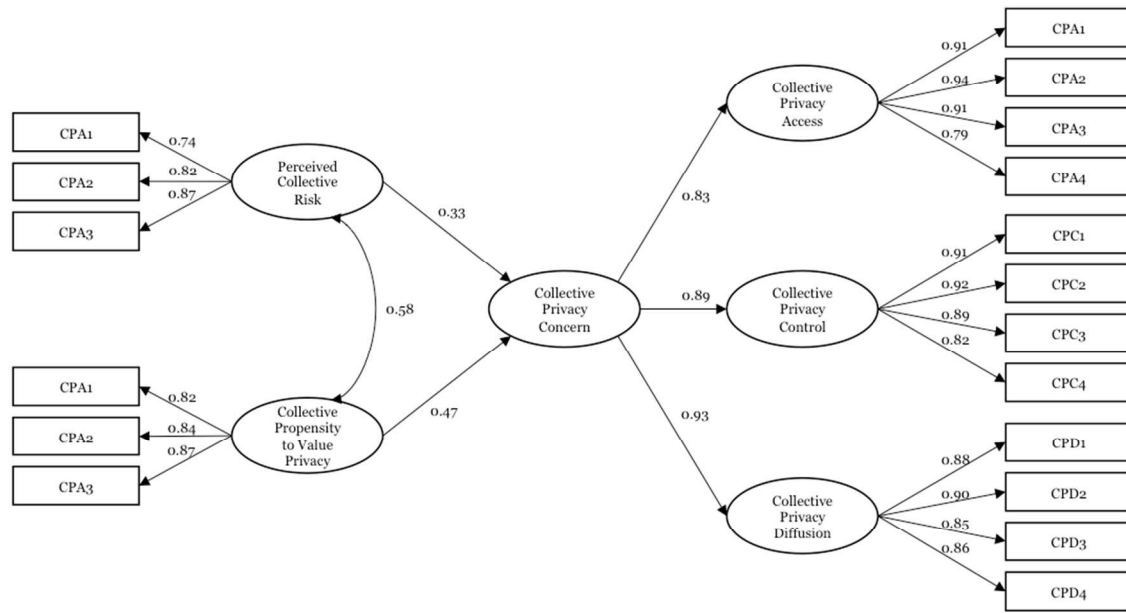 CPA1
CPA2
CPA3
0.74
0.82
0.87
Perceived
Collective
Risk
0.33
0.58
CPA1
CPA2
CPA3
0.82
0.84
0.87
Collective
Propensity
to Value
Privacy
0.47
Collective
Privacy
Concern
0.83
0.89
0.93
Collective
Privacy
Access
0.91
0.94
0.91
0.79
CPA1
CPA2
CPA3
CPA4
Collective
Privacy
Control
0.91
0.92
0.89
0.82
CPC1
CPC2
CPC3
CPC4
Collective
Privacy
Diffusion
0.88
0.90
0.85
0.86
CPD1
CPD2
CPD3
CPD4